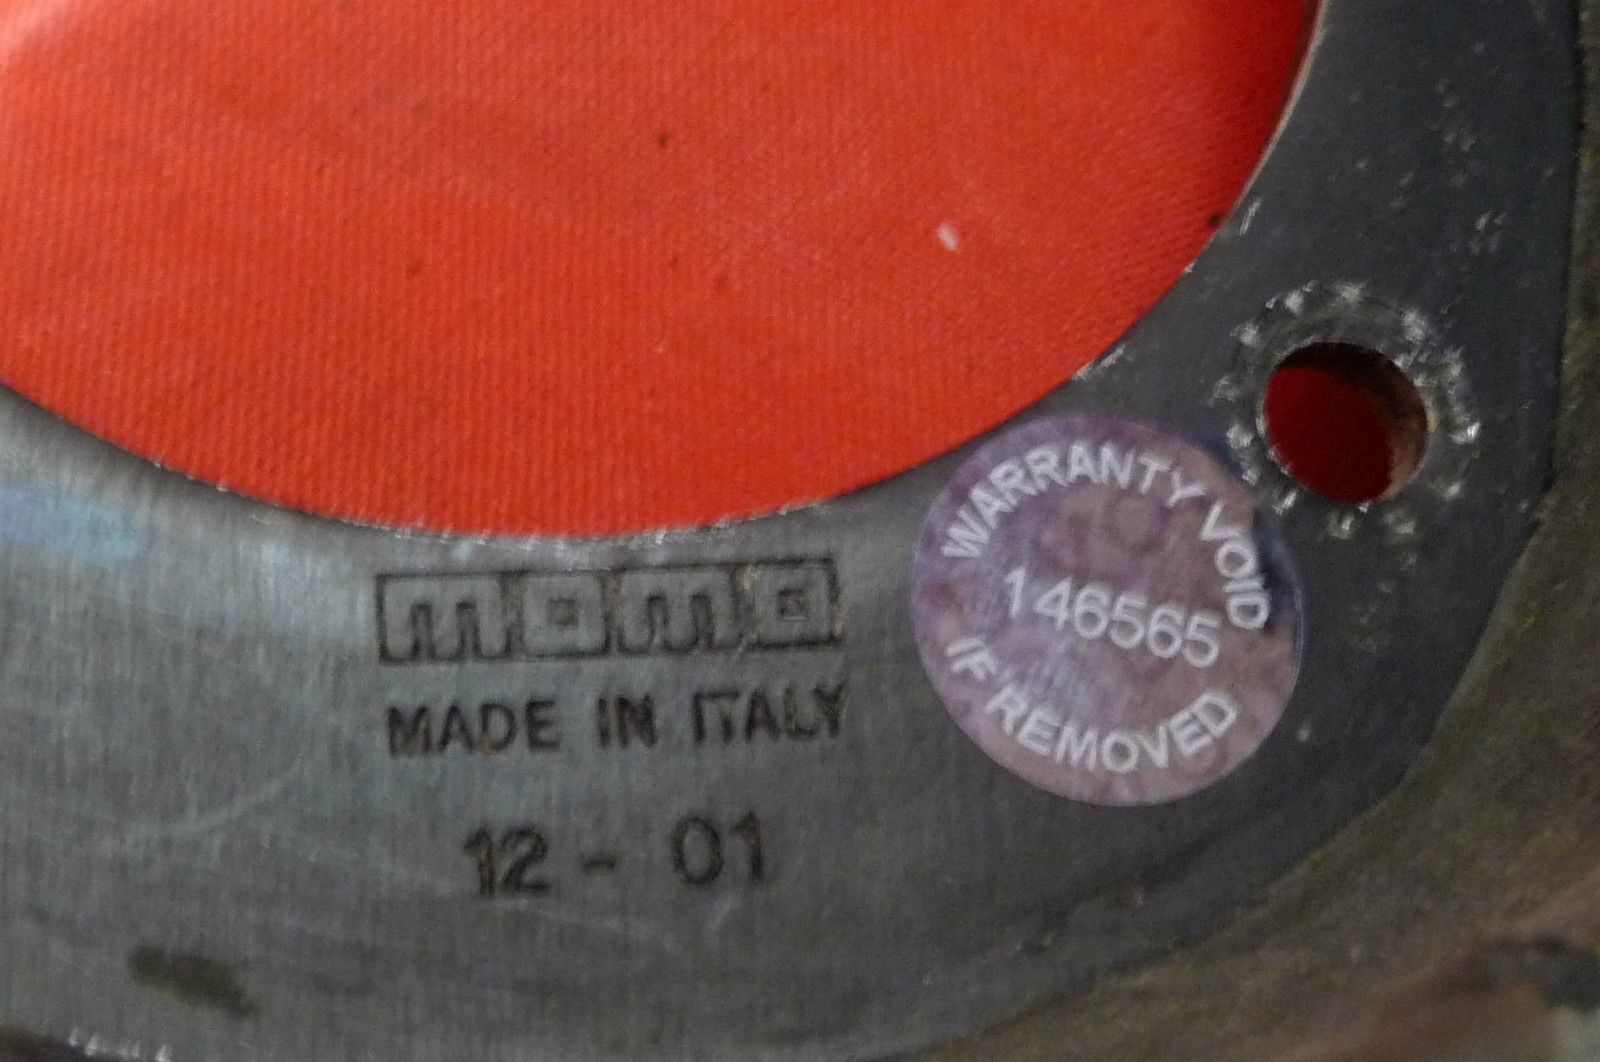 momo
MADE IN ITALY
12 - 01
WARRANTY VOID
146565
IF REMOVED